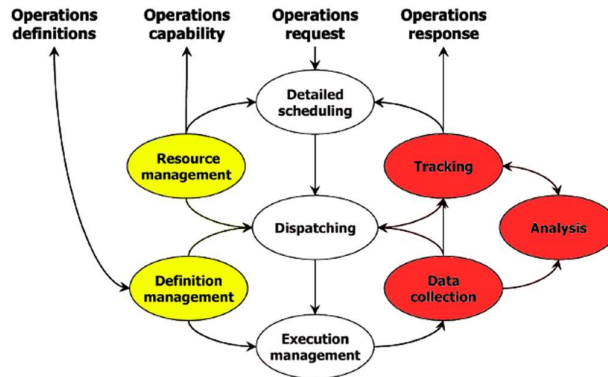 Operations
definitions
Operations
capability
Operations
request
Operations
response
Detailed
scheduling
Resource
management
Tracking
Dispatching
Analysis
Definition
management
Data
collection
Execution
management